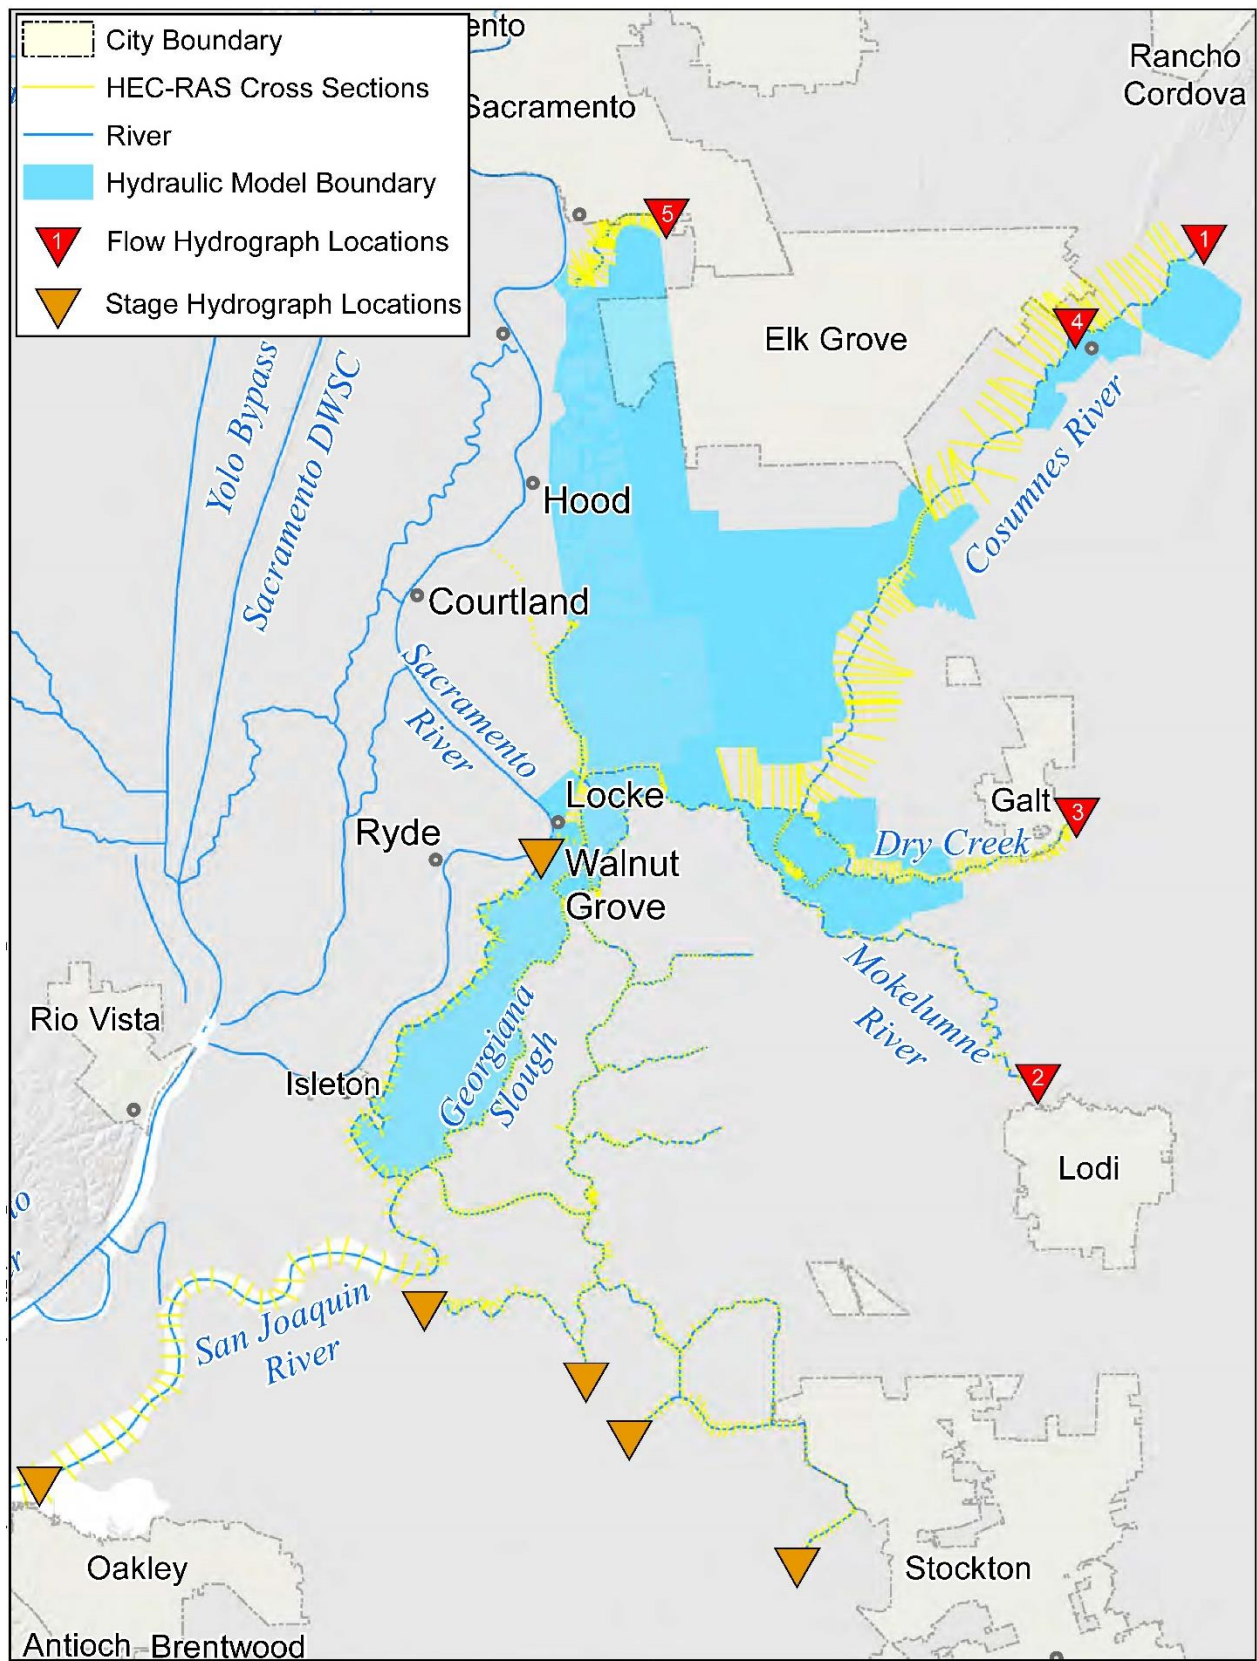 City Boundary
HEC-RAS Cross Sections
River
Hydraulic Model Boundary
1
Flow Hydrograph Locations
Stage Hydrograph Locations
ento
Sacramento
Rancho
Cordova
5
1
4
Elk Grove
Yolo Bypass
Sacramento DWSC
Hood
Cosumnes River
Courtland
Sacramento
River
Locke
Galt
3
Ryde
Dry Creek
Walnut
Grove
Mokelumne
River
Rio Vista
Georgiana
Slough
Isleton
2
Lodi
San Joaquin
River
Oakley
Stockton
Antioch
Brentwood